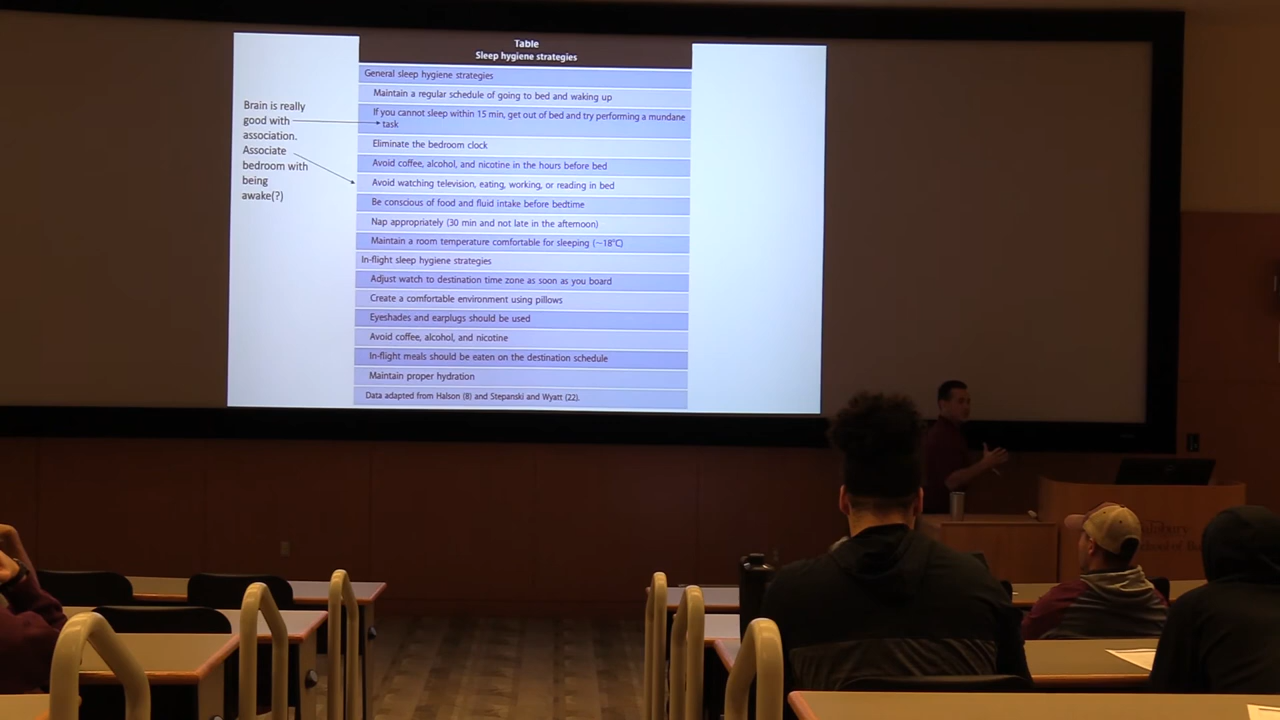 Table
Sleep hygiene strategies
General sleep hygiene strategies
Maintain a regular schedule of going to bed and waking up
If you cannot sleep within 15 min, get out of bed and try performing a mundane
task
Eliminate the bedroom clock
Avoid coffee, alcohol, and nicotine in the hours before bed
Avoid watching television, eating, working, or reading in bed
Be conscious of food and fluid intake before bedtime
Nap appropriately (30 min and not late in the afternoon)
Maintain a room temperature comfortable for sleeping (~18°C)
In-flight sleep hygiene strategies
Adjust watch to destination time zone as soon as you board
Create a comfortable environment using pillows
Eyeshades and earplugs should be used
Avoid coffee, alcohol, and nicotine
In-flight meals should be eaten on the destination schedule
Maintain proper hydration
Data adapted from Halson (8) and Stepanski and Wyatt (22).
Brain is really
good with
association.
Associate
bedroom with
being
awake(?)